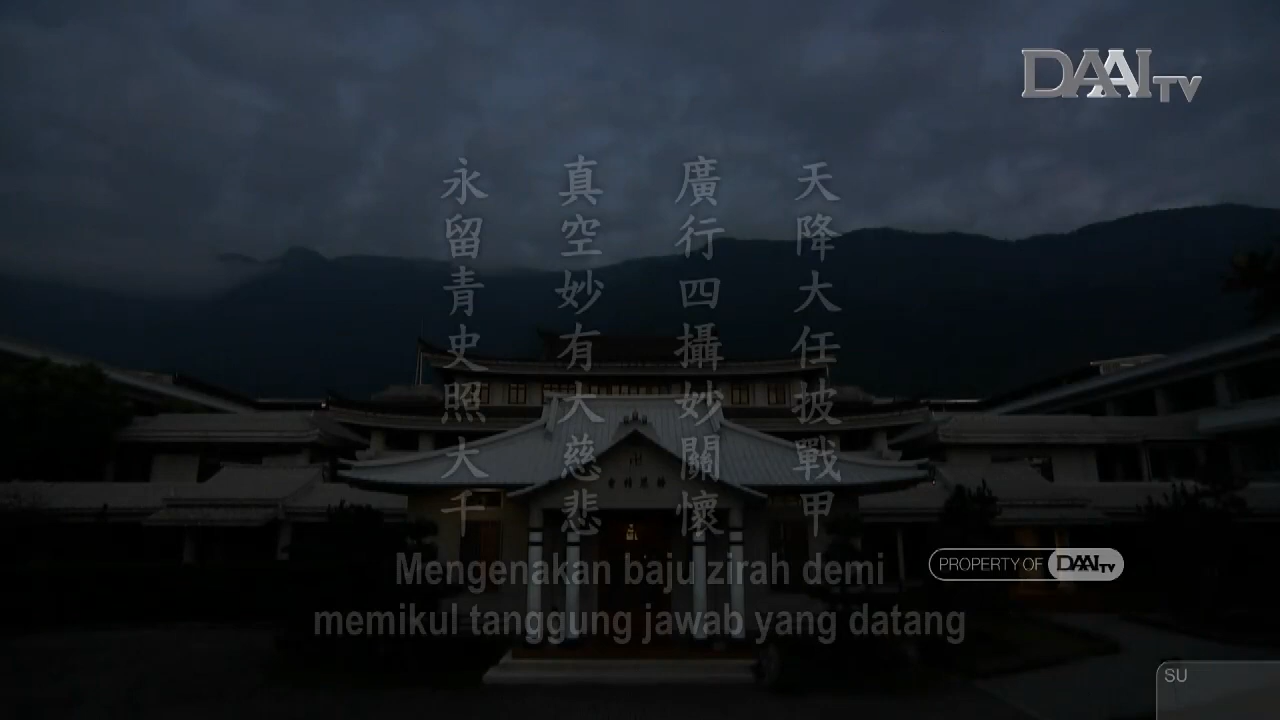 DAAI TV
天降大任披戰甲
廣行四攝妙關懷
真空妙有大慈悲
永留青史照大千
Mengenakan baju zirah demi
memikul tanggung jawab yang datang
PROPERTY OF DAAI TV
SU